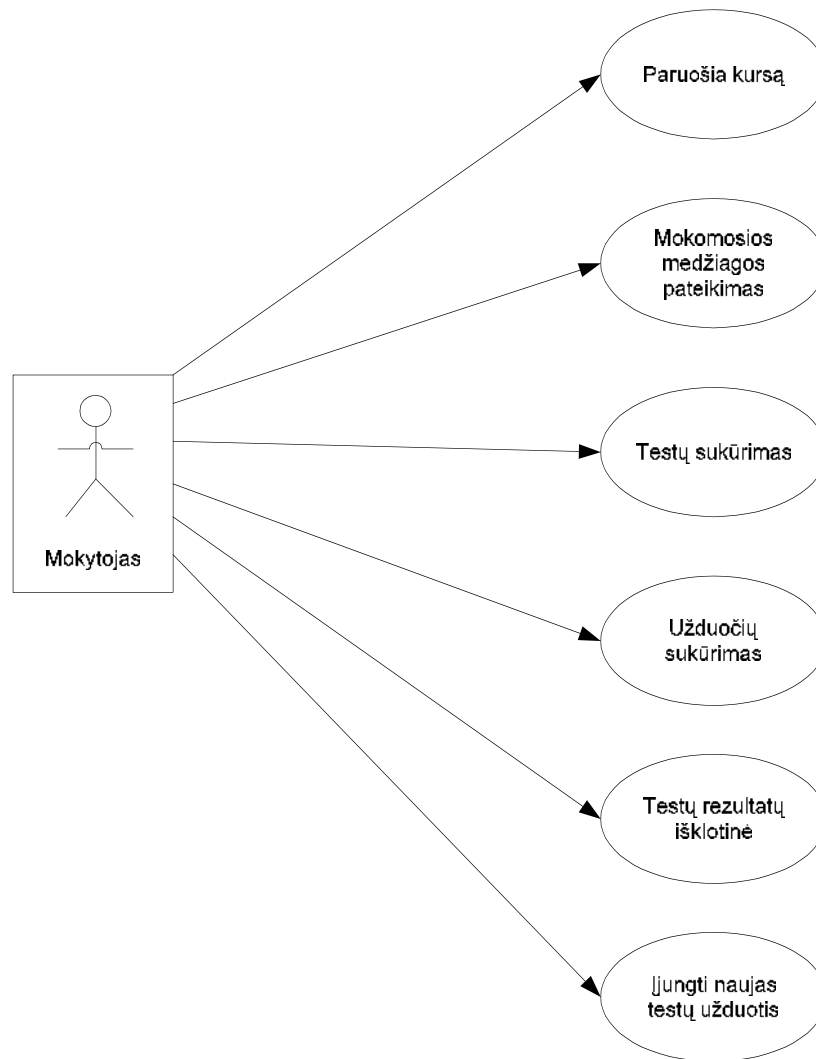 Paruošia kursą
Mokomosios
medžiagos
pateikimas
Testų sukūrimas
Mokytojas
Užduočių
sukūrimas
Testų rezultatų
išklotinė
Įjungti naujas
testų užduotis